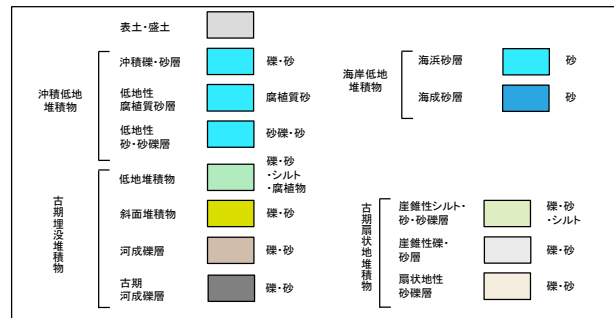 表土・盛土
沖積低地
堆積物
沖積礫・砂層
礫・砂
低地性
腐植質砂層
腐植質砂
低地性
砂・砂礫層
砂礫・砂
海岸低地
堆積物
海浜砂層
砂
海成砂層
砂
古期埋没堆積物
低地堆積物
礫・砂
・シルト
・腐植物
斜面堆積物
礫・砂
河成礫層
礫・砂
古期
河成礫層
礫・砂
古期扇状地堆積物
崖錐性シルト・
砂・砂礫層
礫・砂
・シルト
崖錐性礫・
砂層
礫・砂
扇状地性
砂礫層
礫・砂